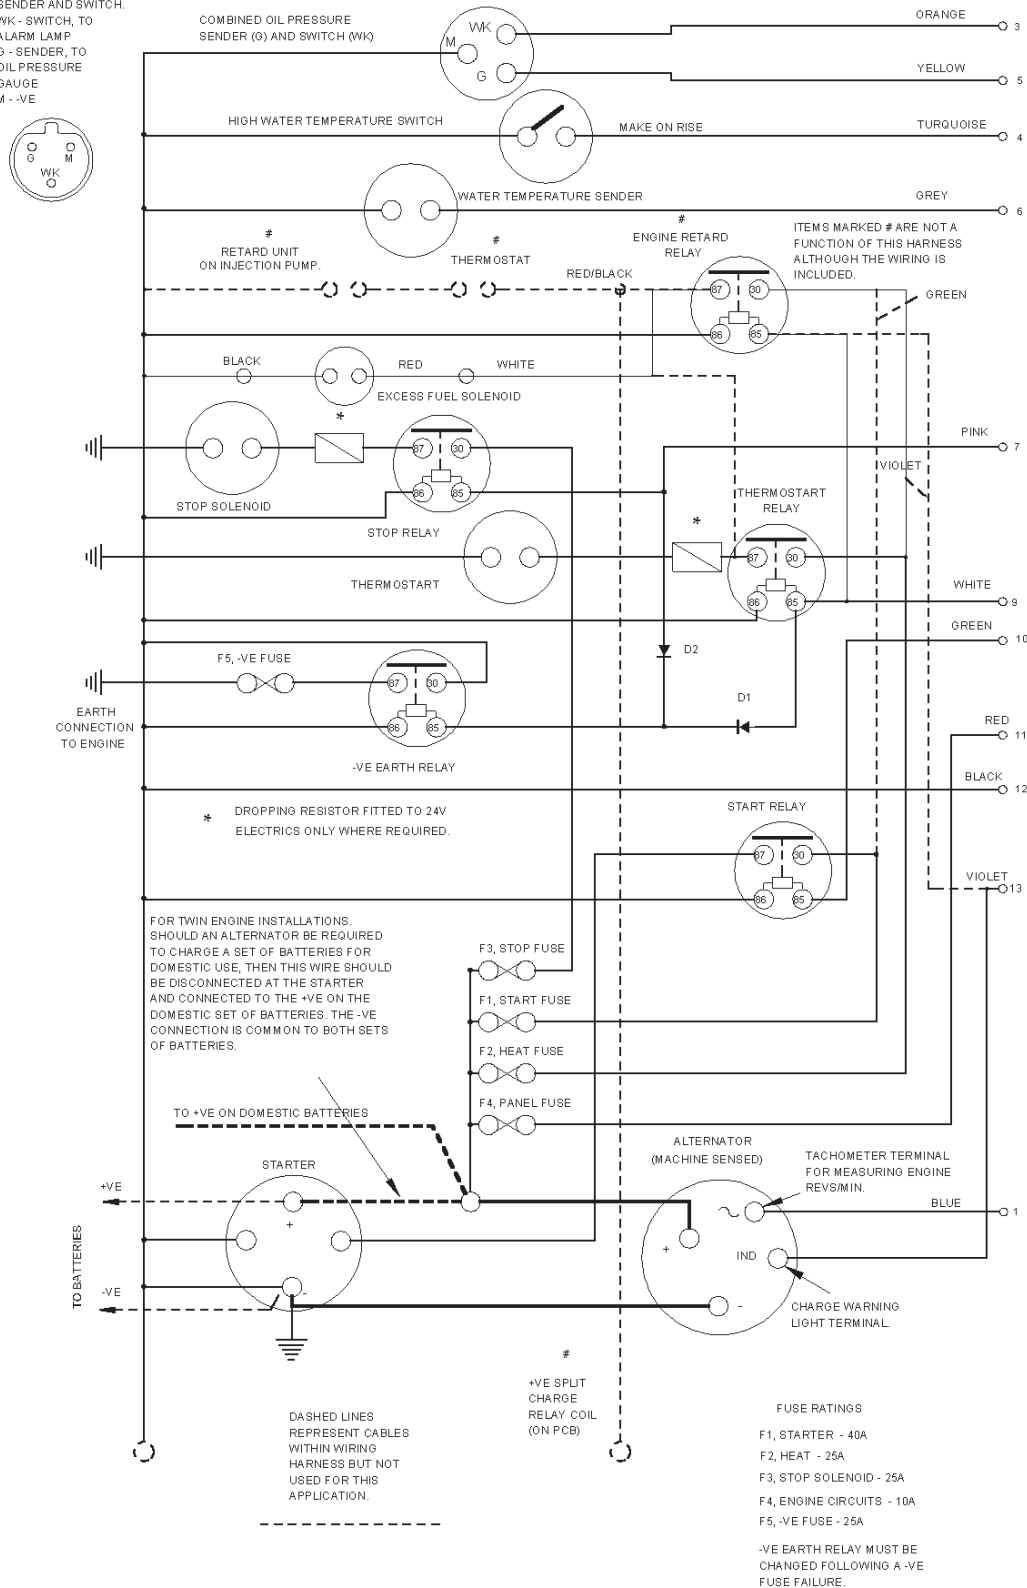 SENDER AND SWITCH.
WK - SWITCH, TO
ALARM LAMP
G - SENDER, TO
OIL PRESSURE
GAUGE
M - -VE
G
M
WK
COMBINED OIL PRESSURE
SENDER (G) AND SWITCH (WK)
WK
M
G
ORANGE
3
YELLOW
5
HIGH WATER TEMPERATURE SWITCH
MAKE ON RISE
TURQUOISE
4
WATER TEMPERATURE SENDER
GREY
6
#
RETARD UNIT
ON INJECTION PUMP.
#
THERMOSTAT
RED/BLACK
#
ENGINE RETARD
RELAY
87
30
86
85
ITEMS MARKED # ARE NOT A
FUNCTION OF THIS HARNESS
ALTHOUGH THE WIRING IS
INCLUDED.
GREEN
BLACK
RED
WHITE
EXCESS FUEL SOLENOID
*
87
30
86
85
STOP SOLENOID
STOP RELAY
PINK
7
VIOLET
THERMOSTART
RELAY
*
87
30
86
85
THERMOSTART
WHITE
9
GREEN
10
F5, -VE FUSE
87
30
86
85
D2
D1
EARTH
CONNECTION
TO ENGINE
-VE EARTH RELAY
RED
11
BLACK
12
* DROPPING RESISTOR FITTED TO 24V
ELECTRICS ONLY WHERE REQUIRED.
START RELAY
87
30
86
85
VIOLET
13
FOR TWIN ENGINE INSTALLATIONS.
SHOULD AN ALTERNATOR BE REQUIRED
TO CHARGE A SET OF BATTERIES FOR
DOMESTIC USE, THEN THIS WIRE SHOULD
BE DISCONNECTED AT THE STARTER
AND CONNECTED TO THE +VE ON THE
DOMESTIC SET OF BATTERIES. THE -VE
CONNECTION IS COMMON TO BOTH SETS
OF BATTERIES.
F3, STOP FUSE
F1, START FUSE
F2, HEAT FUSE
F4, PANEL FUSE
TO +VE ON DOMESTIC BATTERIES
STARTER
+VE
+
-VE
-
TO BATTERIES
ALTERNATOR
(MACHINE SENSED)
TACHOMETER TERMINAL
FOR MEASURING ENGINE
REVS/MIN.
BLUE
1
+
IND
-
CHARGE WARNING
LIGHT TERMINAL.
#
+VE SPLIT
CHARGE
RELAY COIL
(ON PCB)
DASHED LINES
REPRESENT CABLES
WITHIN WIRING
HARNESS BUT NOT
USED FOR THIS
APPLICATION.
FUSE RATINGS
F1, STARTER - 40A
F2, HEAT - 25A
F3, STOP SOLENOID - 25A
F4, ENGINE CIRCUITS - 10A
F5, -VE FUSE - 25A
-VE EARTH RELAY MUST BE
CHANGED FOLLOWING A -VE
FUSE FAILURE.